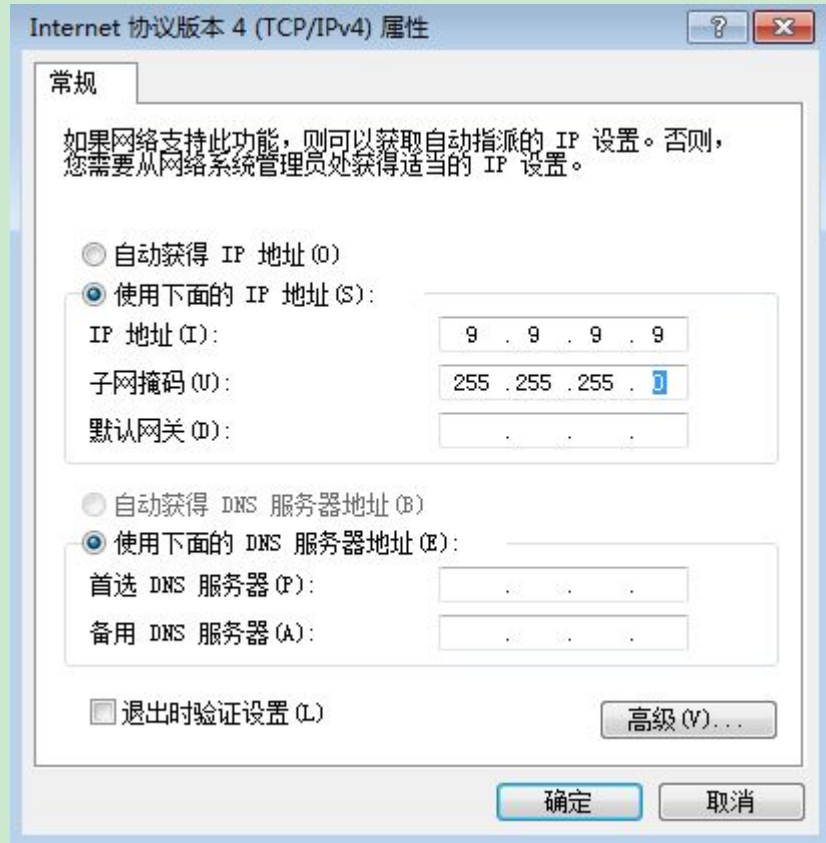 Internet 协议版本 4 (TCP/IPv4) 属性
常规
如果网络支持此功能，则可以获取自动指派的 IP 设置。否则，
您需要从网络系统管理员处获得适当的 IP 设置。
自动获得 IP 地址(O)
使用下面的 IP 地址(S):
IP 地址(I): 9 . 9 . 9 . 9
子网掩码(U): 255 .255 .255 . 0
默认网关(D): . . .
自动获得 DNS 服务器地址(B)
使用下面的 DNS 服务器地址(E):
首选 DNS 服务器(P): . . .
备用 DNS 服务器(A): . . .
退出时验证设置(L)
高级(V)...
确定 取消